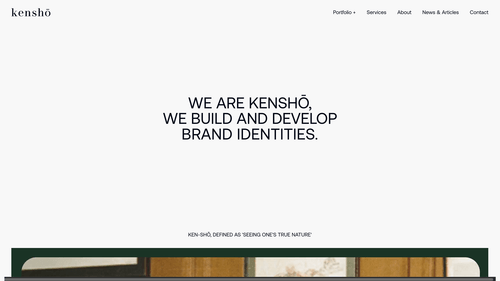 kenshō
Portfolio + Services About News & Articles Contact
WE ARE KENSHŌ,
WE BUILD AND DEVELOP
BRAND IDENTITIES.
KEN-SHŌ, DEFINED AS 'SEEING ONE'S TRUE NATURE'